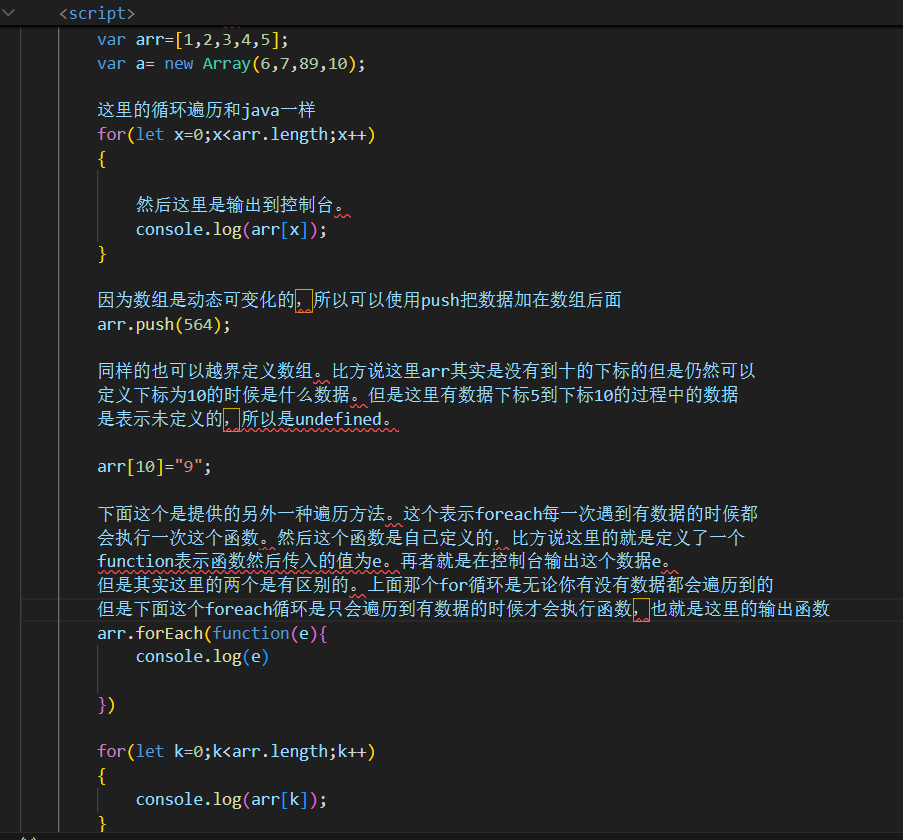 <script>
var arr=[1,2,3,4,5];
var a= new Array(6,7,89,10);
这里的循环遍历和java一样
for(let x=0;x<arr.length;x++)
{
然后这里是输出到控制台。
console.log(arr[x]);
}
因为数组是动态可变化的，所以可以使用push把数据加在数组后面
arr.push(564);
同样的也可以越界定义数组。比方说这里arr其实是没有到十的下标的但是仍然可以
定义下标为10的时候是什么数据。但是这里有数据下标5到下标10的过程中的数据
是表示未定义的，所以是undefined。
arr[10]="9";
下面这个是提供的另外一种遍历方法。这个表示foreach每一次遇到有数据的时候都
会执行一次这个函数。然后这个函数是自己定义的，比方说这里的就是定义了一个
function表示函数然后传入的值为e。再者就是在控制台输出这个数据e。
但是其实这里的两个是有区别的。上面那个for循环是无论你有没有数据都会遍历到的
但是下面这个foreach循环是只会遍历到有数据的时候才会执行函数，也就是这里的输出函数
arr.forEach(function(e){
console.log(e)
})
for(let k=0;k<arr.length;k++)
{
console.log(arr[k]);
}